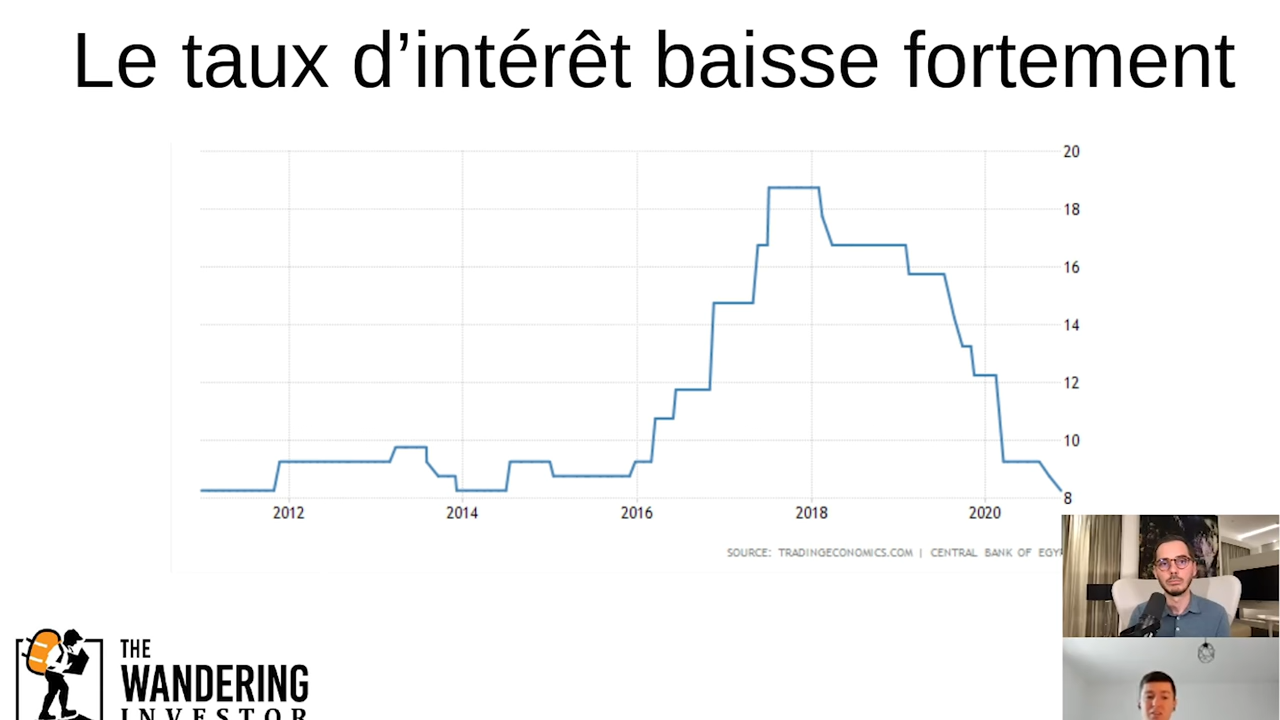 Le taux d’intérêt baisse fortement
20
18
16
14
12
10
8
2012 2014 2016 2018 2020
SOURCE: TRADINGECONOMICS.COM | CENTRAL BANK OF
THE
WANDERING
INVESTOR